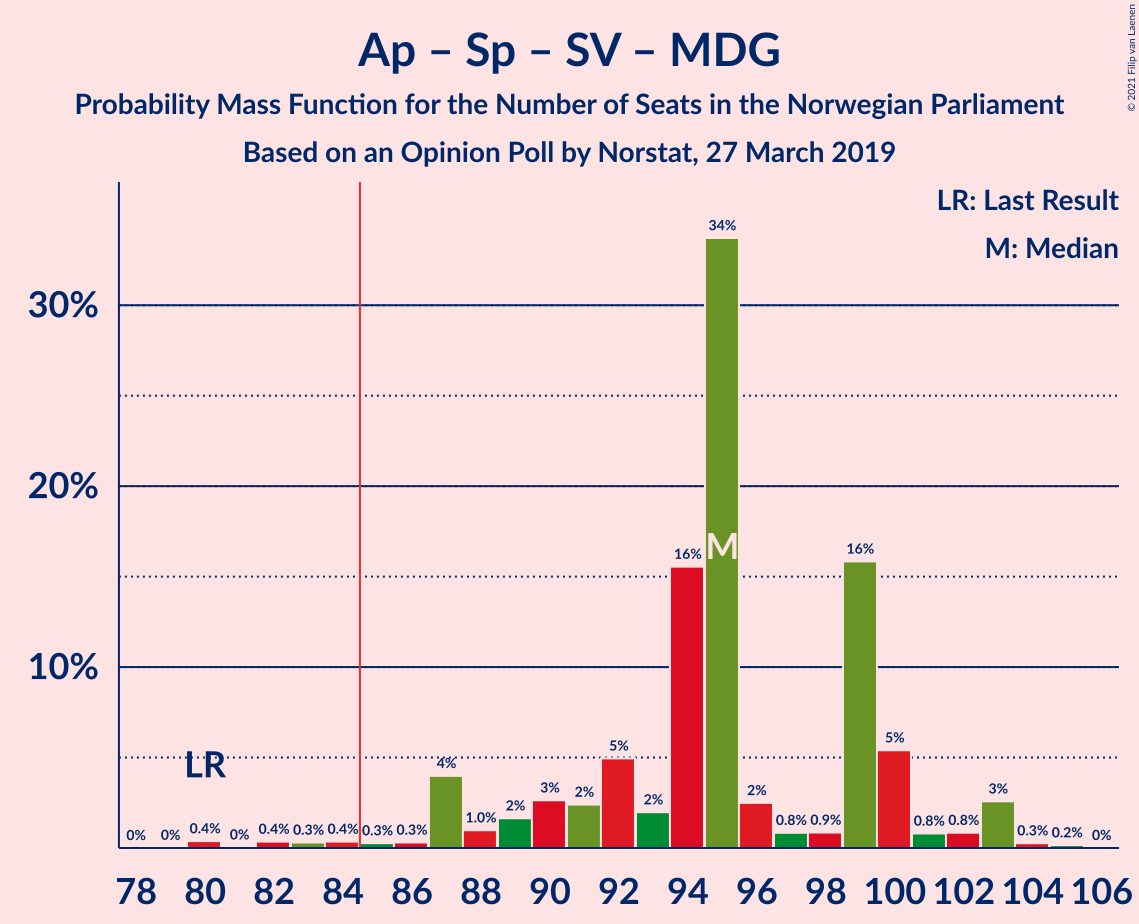 Ap – Sp – SV – MDG
Probability Mass Function for the Number of Seats in the Norwegian Parliament
Based on an Opinion Poll by Norstat, 27 March 2019
© 2021 Filip van Laenen
LR: Last Result
M: Median
30%
20%
10%
0% 0% 0.4% 0% 0.4% 0.3% 0.4% 0.3% 0.3% 4% 1.0% 2% 3% 2% 5% 2% 16% 34% 2% 0.8% 0.9% 16% 5% 0.8% 0.8% 3% 0.3% 0.2% 0%
LR
M
78 80 82 84 86 88 90 92 94 96 98 100 102 104 106